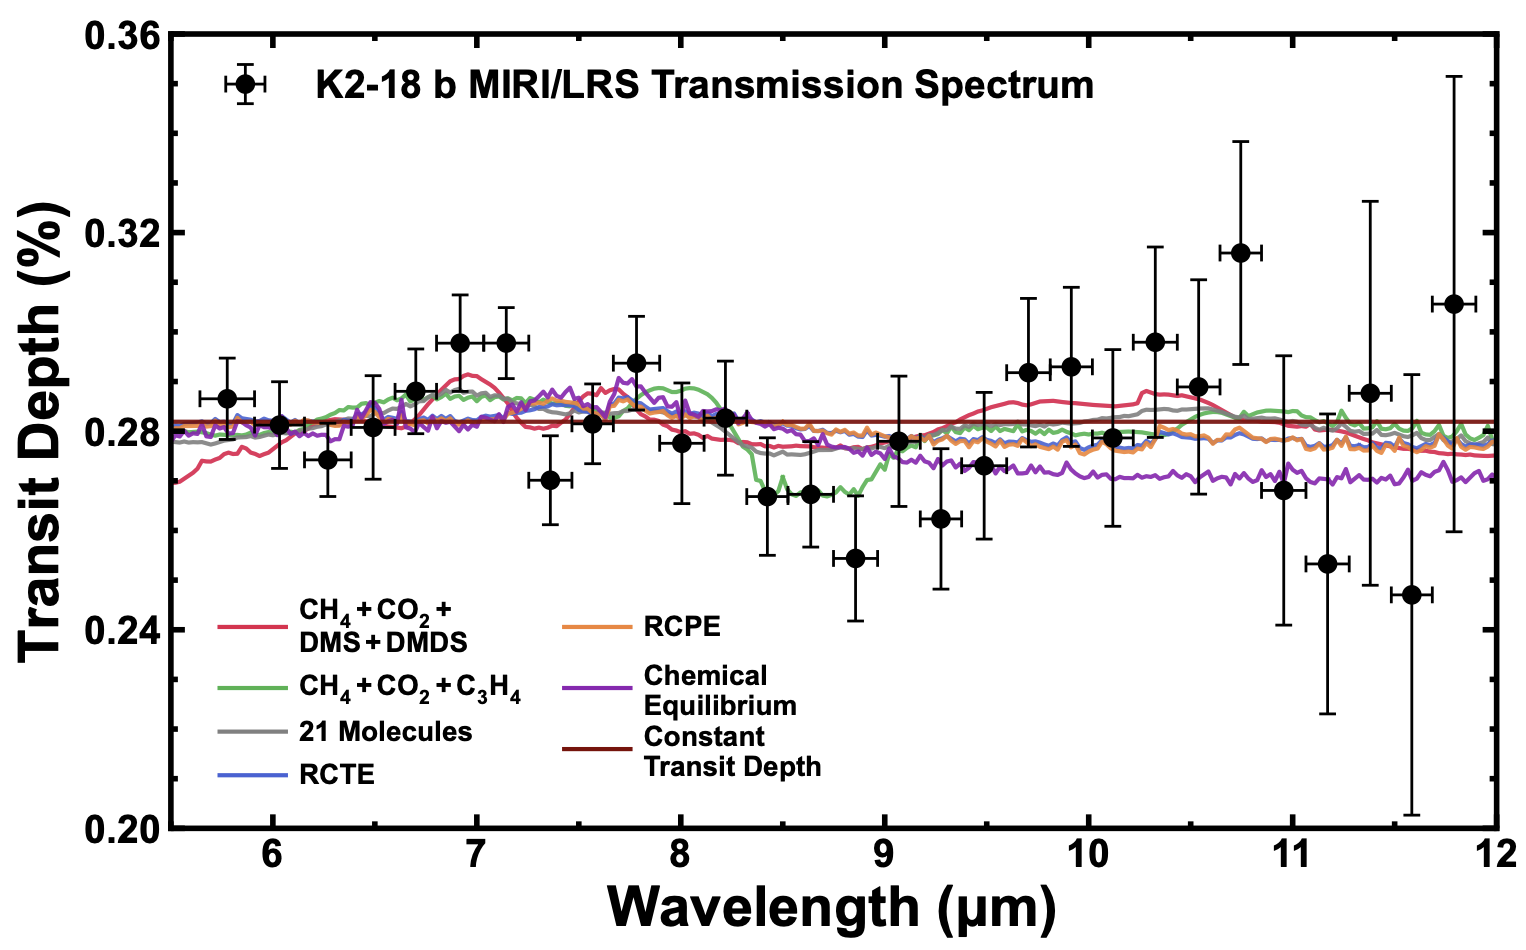 0.36
0.32
0.28
0.24
0.20
Transit Depth (%)
K2-18 b MIRI/LRS Transmission Spectrum
CH₄ + CO₂ +
DMS + DMDS
CH₄ + CO₂ + C₃H₄
21 Molecules
RCTE
RCPE
Chemical
Equilibrium
Constant
Transit Depth
6 7 8 9 10 11 12
Wavelength (µm)